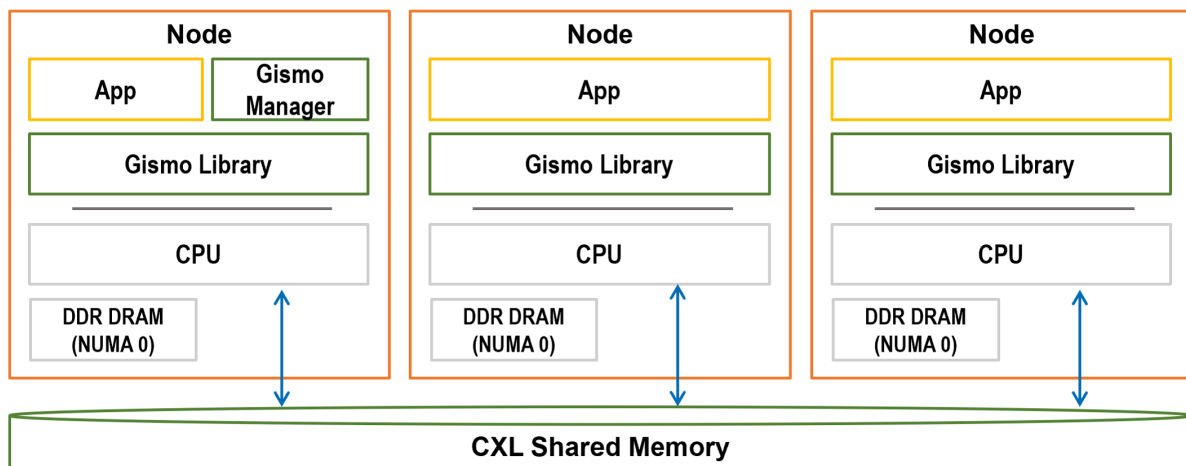 Node
App
Gismo
Manager
Gismo Library
CPU
DDR DRAM
(NUMA 0)
Node
App
Gismo Library
CPU
DDR DRAM
(NUMA 0)
Node
App
Gismo Library
CPU
DDR DRAM
(NUMA 0)
CXL Shared Memory